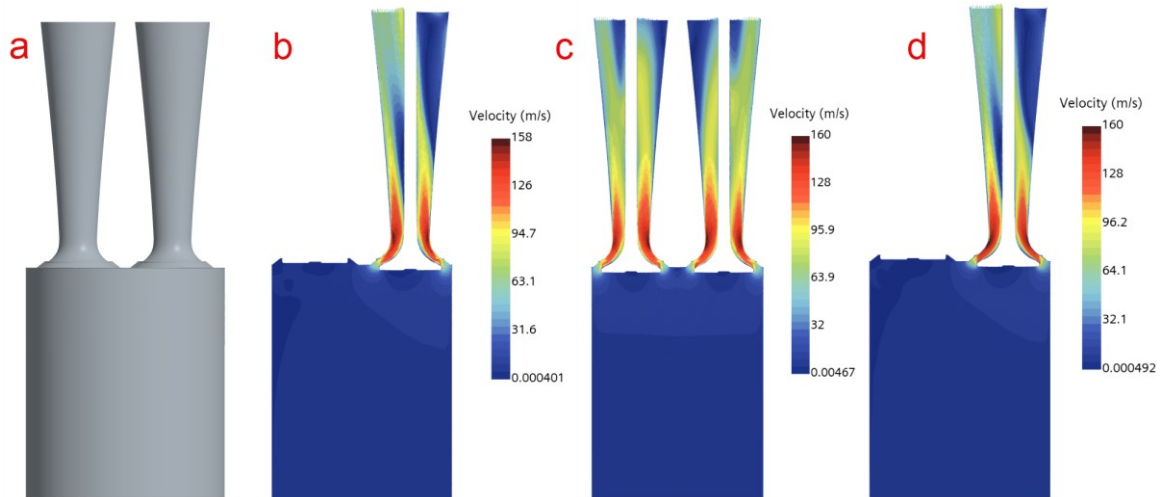 a
b
c
d
Velocity (m/s)
158
126
94.7
63.1
31.6
0.000401
Velocity (m/s)
160
128
95.9
63.9
32
0.00467
Velocity (m/s)
160
128
96.2
64.1
32.1
0.000492